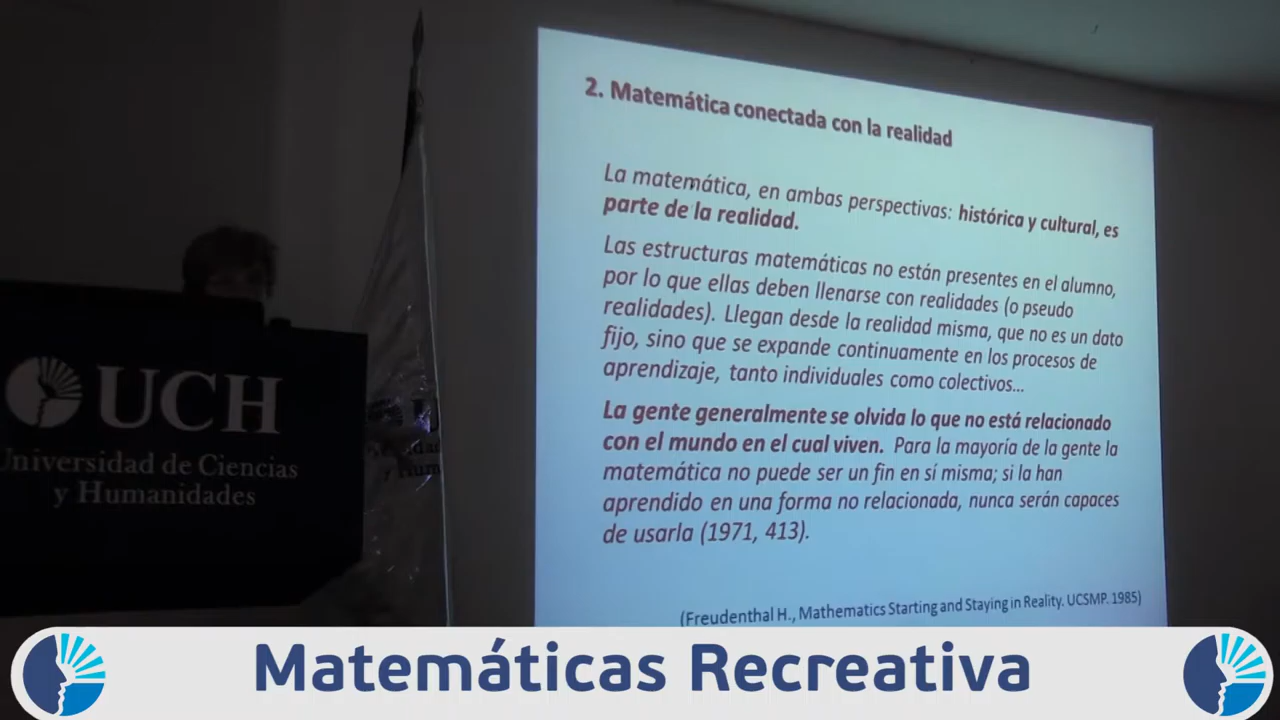 2. Matemática conectada con la realidad
La matemática, en ambas perspectivas: histórica y cultural, es
parte de la realidad.
Las estructuras matemáticas no están presentes en el alumno,
por lo que ellas deben llenarse con realidades (o pseudo
realidades). Llegan desde la realidad misma, que no es un dato
fijo, sino que se expande continuamente en los procesos de
aprendizaje, tanto individuales como colectivos...
La gente generalmente se olvida lo que no está relacionado
con el mundo en el cual viven. Para la mayoría de la gente la
matemática no puede ser un fin en sí misma; si la han
aprendido en una forma no relacionada, nunca serán capaces
de usarla (1971, 413).
(Freudenthal H., Mathematics Starting and Staying in Reality. UCSMP. 1985)
UCH
Universidad de Ciencias
y Humanidades
Matemáticas Recreativa